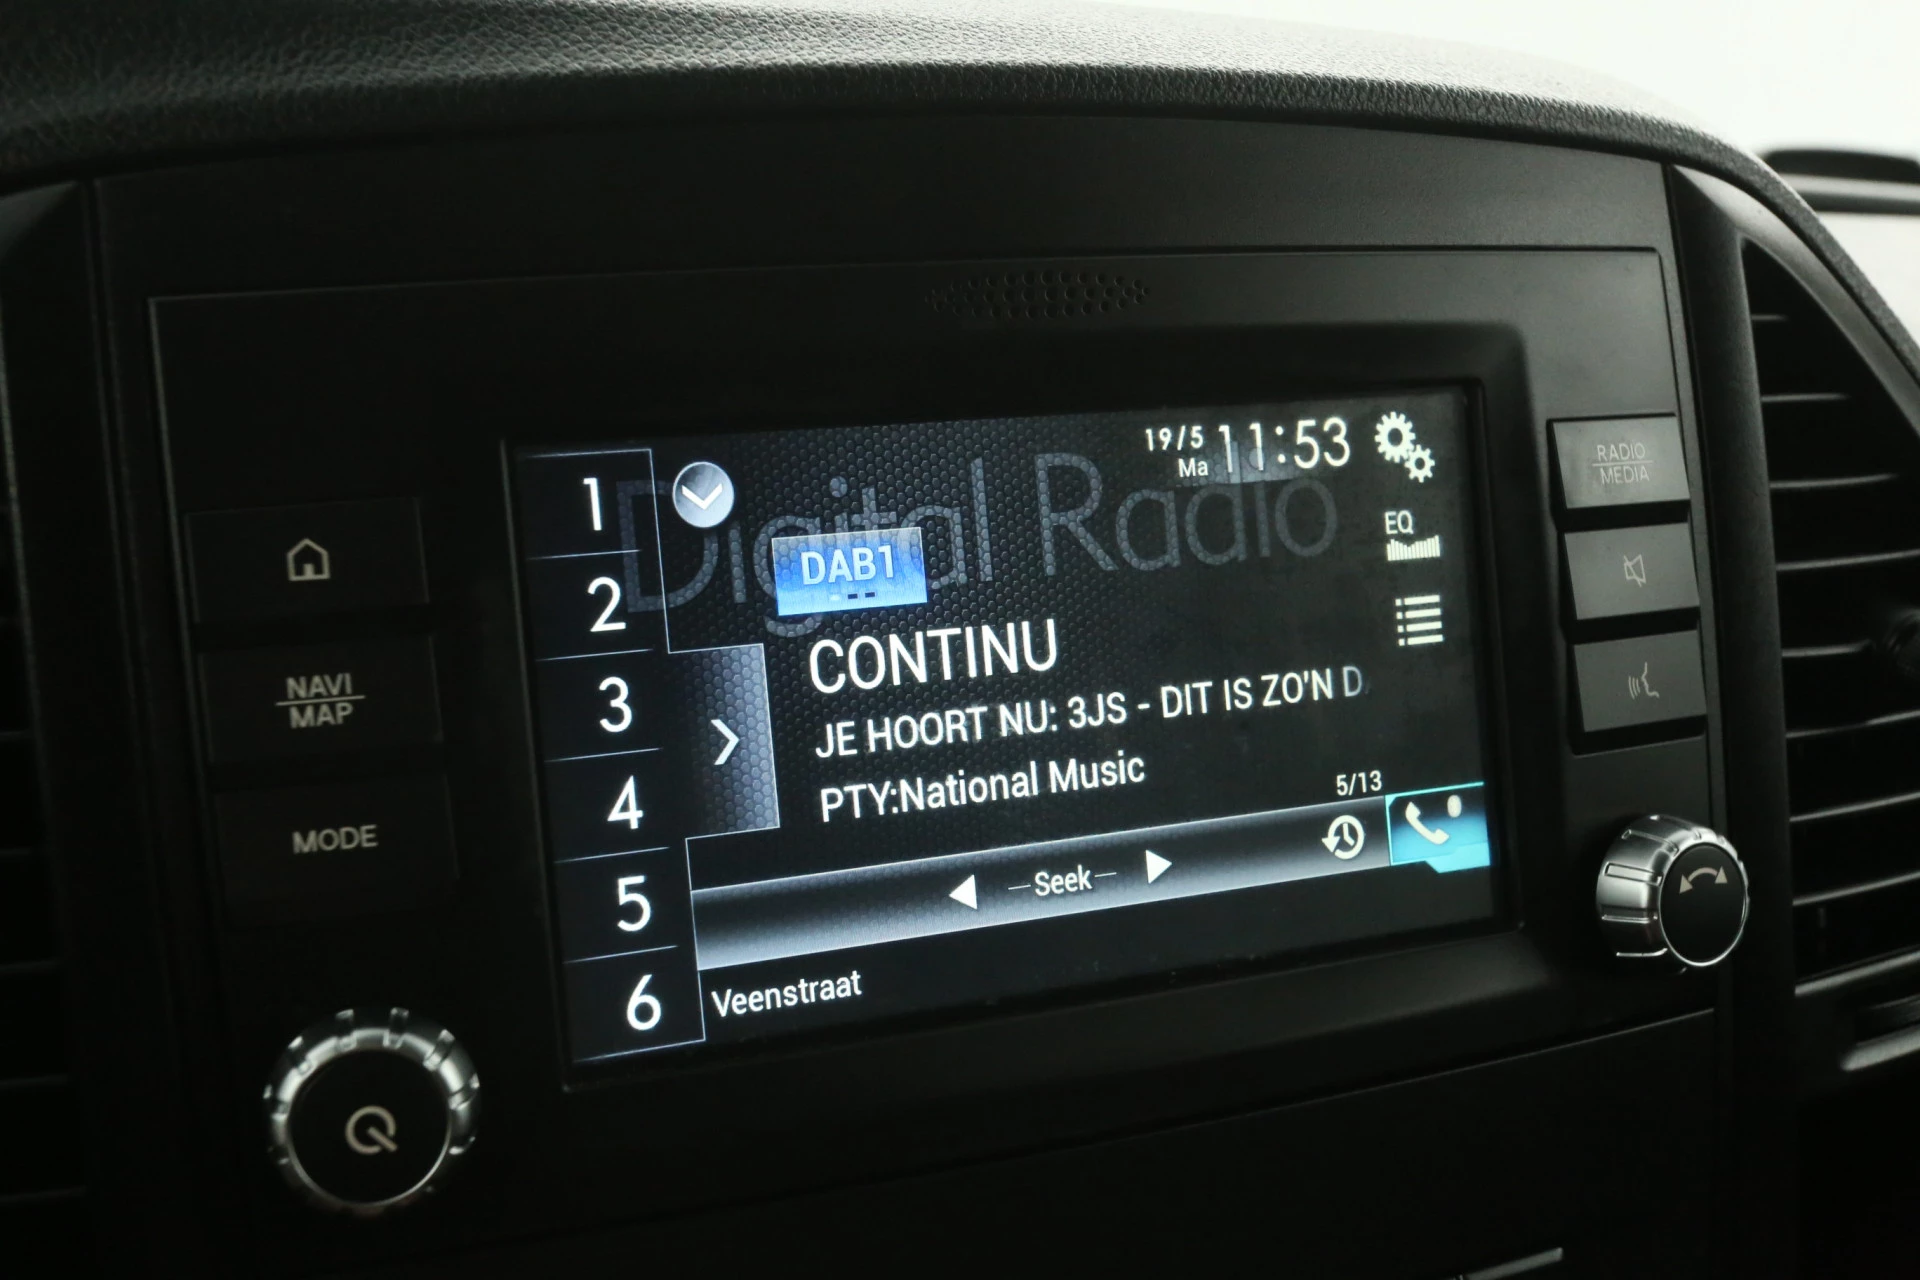 Digital Radio
19/5
Ma
11:53
1
2
3
4
5
6
DAB1
EQ
CONTINU
JE HOORT NU: 3JS - DIT IS ZO'N D
PTY:National Music
5/13
Seek
Veenstraat
NAVI
MAP
MODE
RADIO
MEDIA